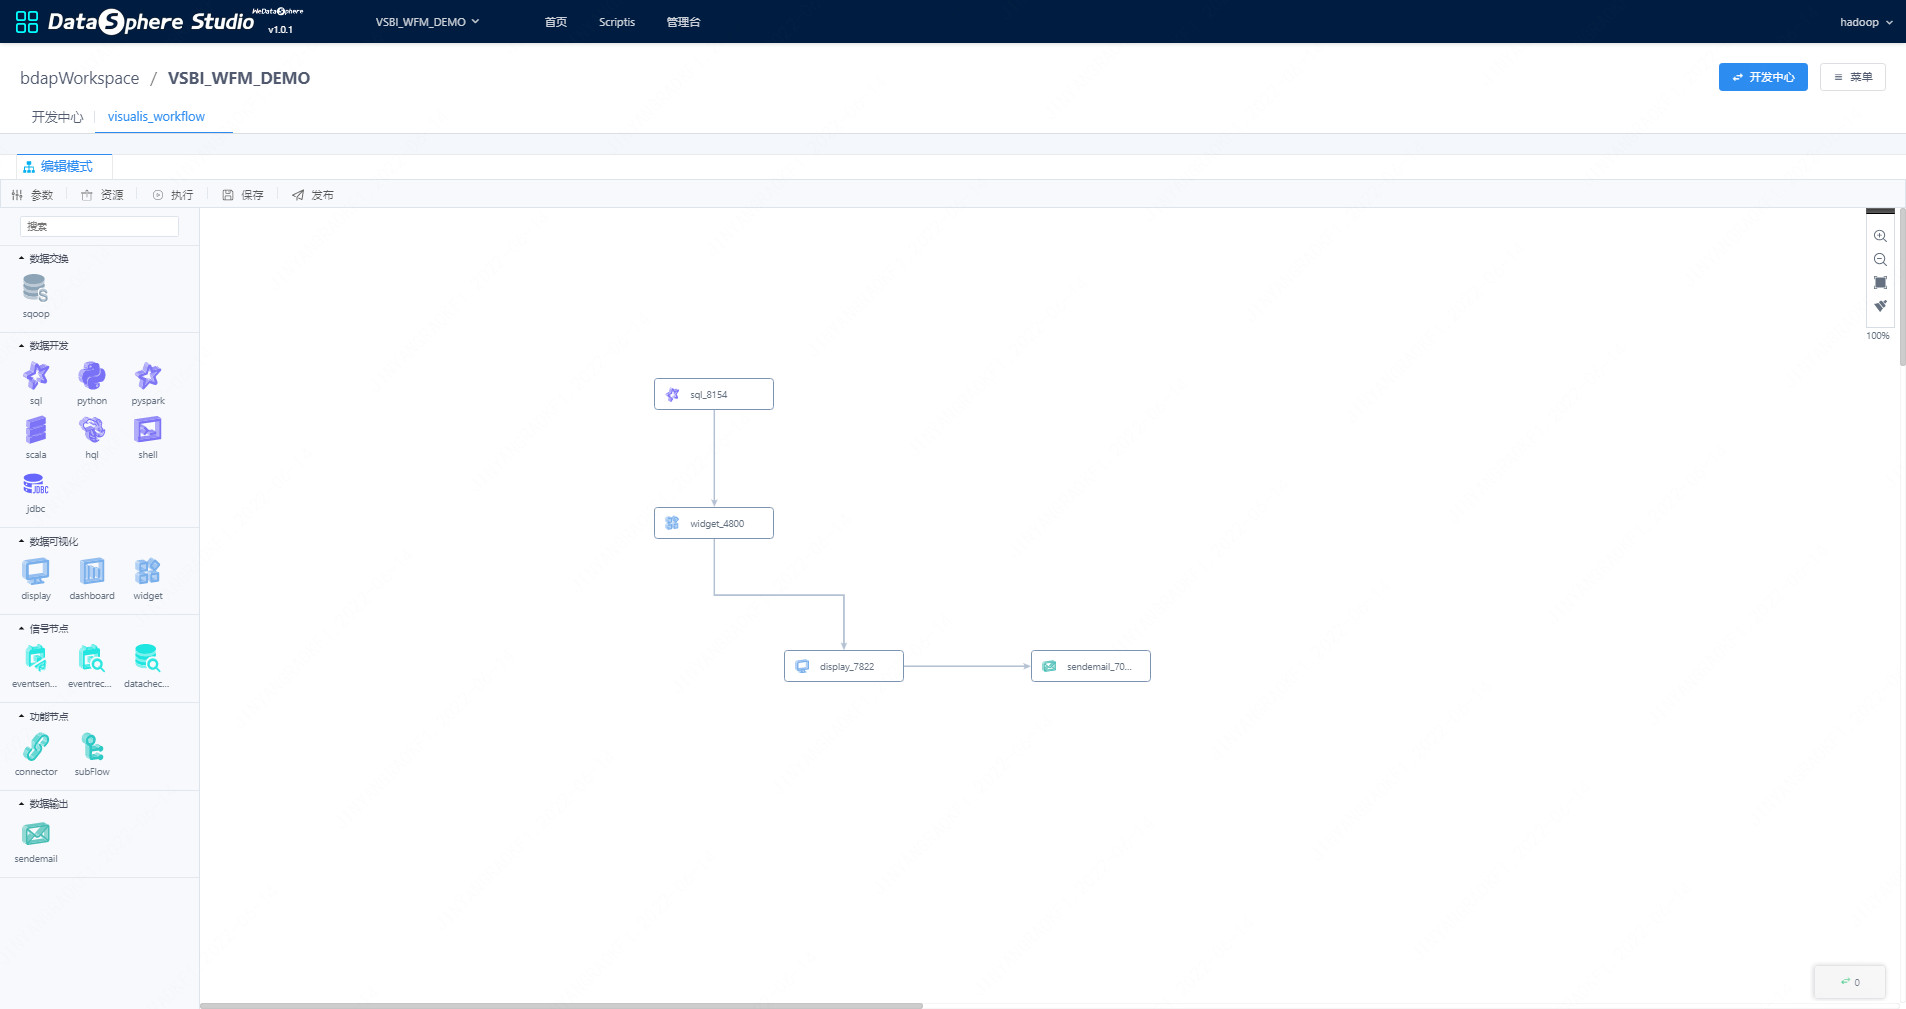 DataSphere Studio
WeDataSphere
v1.0.1
VSBI_WFM_DEMO
首页
Scriptis
管理台
hadoop
bdapWorkspace / VSBI_WFM_DEMO
开发中心
菜单
开发中心
visualis_workflow
编辑模式
参数
资源
执行
保存
发布
搜索
数据交换
S
sqoop
数据开发
sql
python
pyspark
scala
hql
shell
JDBC
jdbc
数据可视化
display
dashboard
widget
信号节点
eventsen...
eventrec...
datachec...
功能节点
connector
subFlow
数据输出
sendemail
100%
sql_8154
widget_4800
display_7822
sendemail_70...
0